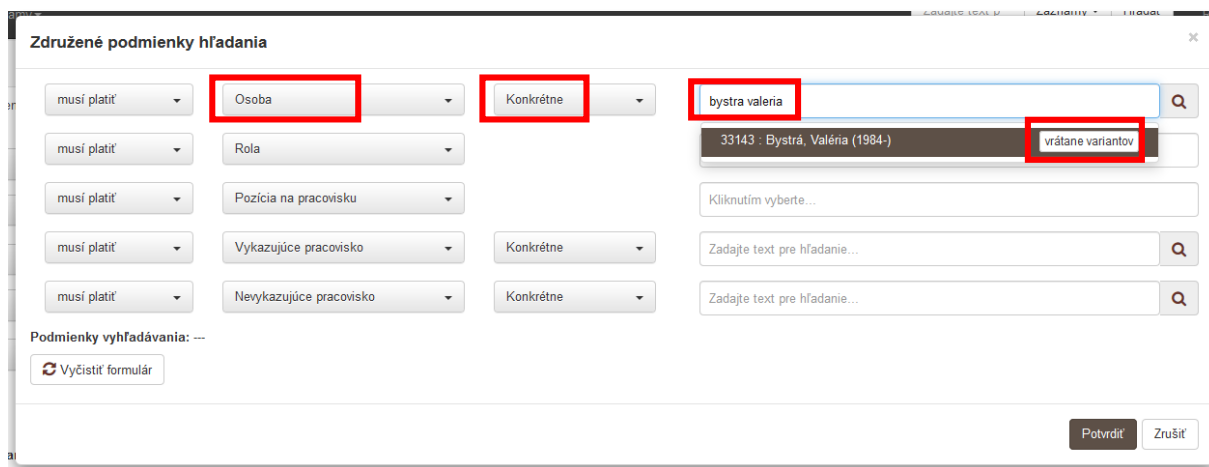 Združené podmienky hľadania ×
musí platiť Osoba Konkrétne bystra valeria
33143 : Bystrá, Valéria (1984-) vrátane variantov
musí platiť Rola
musí platiť Pozícia na pracovisku Kliknutím vyberte...
musí platiť Vykazujúce pracovisko Konkrétne Zadajte text pre hľadanie...
musí platiť Nevykazujúce pracovisko Konkrétne Zadajte text pre hľadanie...
Podmienky vyhľadávania: ---
Vyčistiť formulár
Potvrdiť Zrušiť